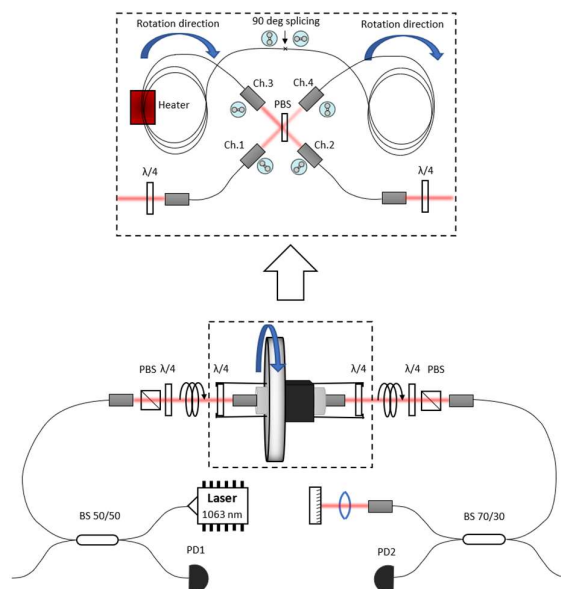 Rotation direction
90 deg splicing
Rotation direction
Ch.3
Ch.4
PBS
Heater
Ch.1
Ch.2
λ/4
λ/4
PBS
λ/4
λ/4
λ/4
λ/4
PBS
Laser
1063 nm
BS 50/50
BS 70/30
PD1
PD2